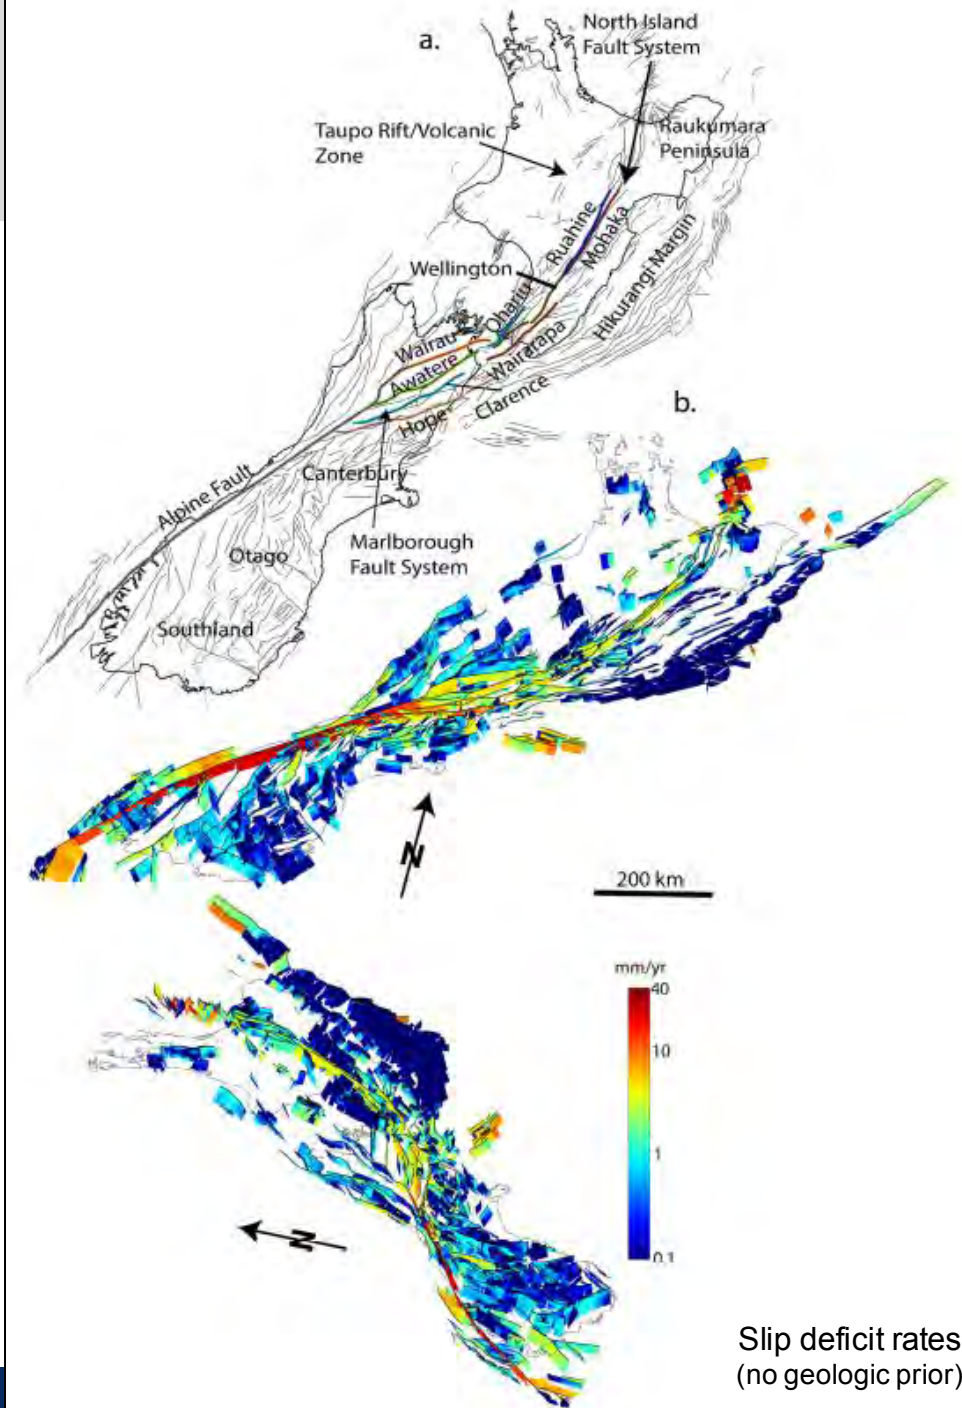 a.
North Island
Fault System
Taupo Rift/Volcanic
Zone
Raukumara
Peninsula
Ruahine
Mohaka
Wellington
Hikurangi Margin
Ohariu
Wairau
Wairarapa
Awatere
Clarence
Hope
b.
Canterbury
Alpine Fault
Otago
Marlborough
Fault System
Southland
N
200 km
mm/yr
40
10
1
0.1
N
Slip deficit rates
(no geologic prior)